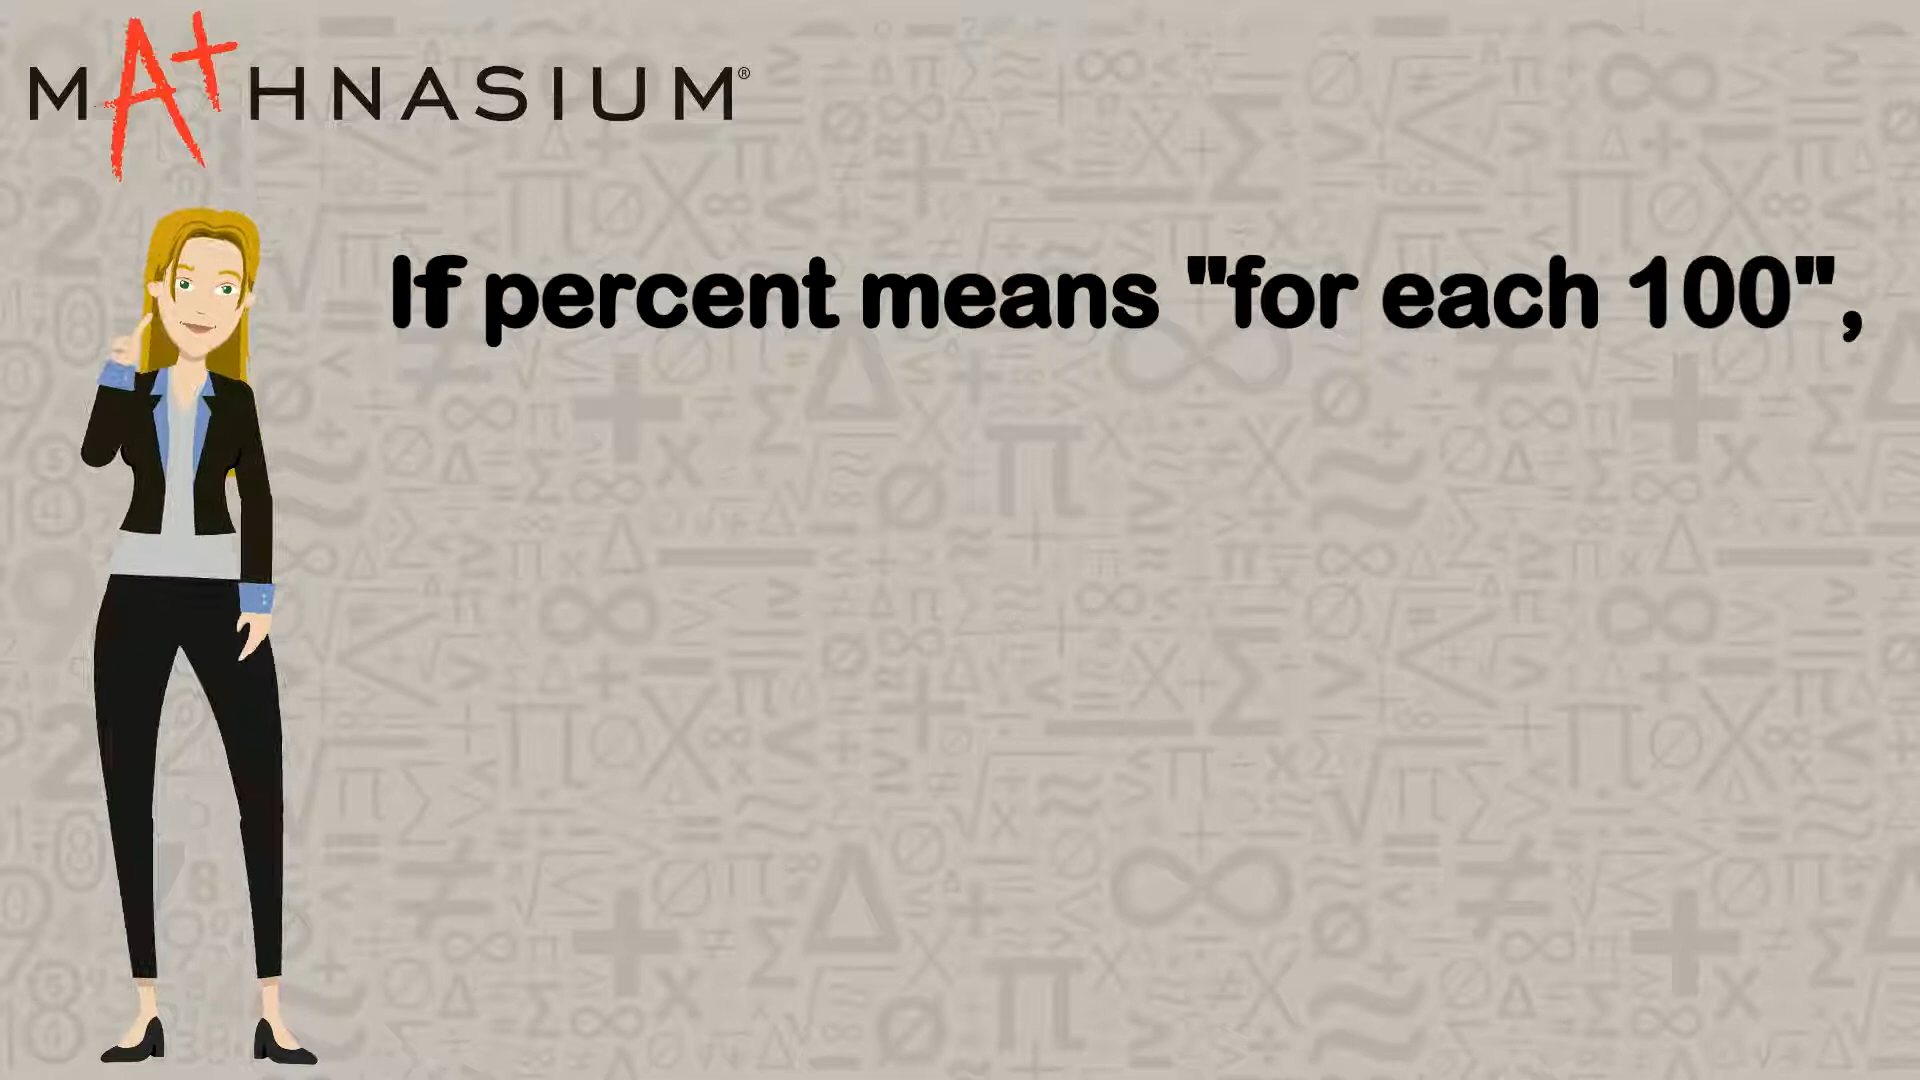 MATHNASIUM®
If percent means "for each 100",